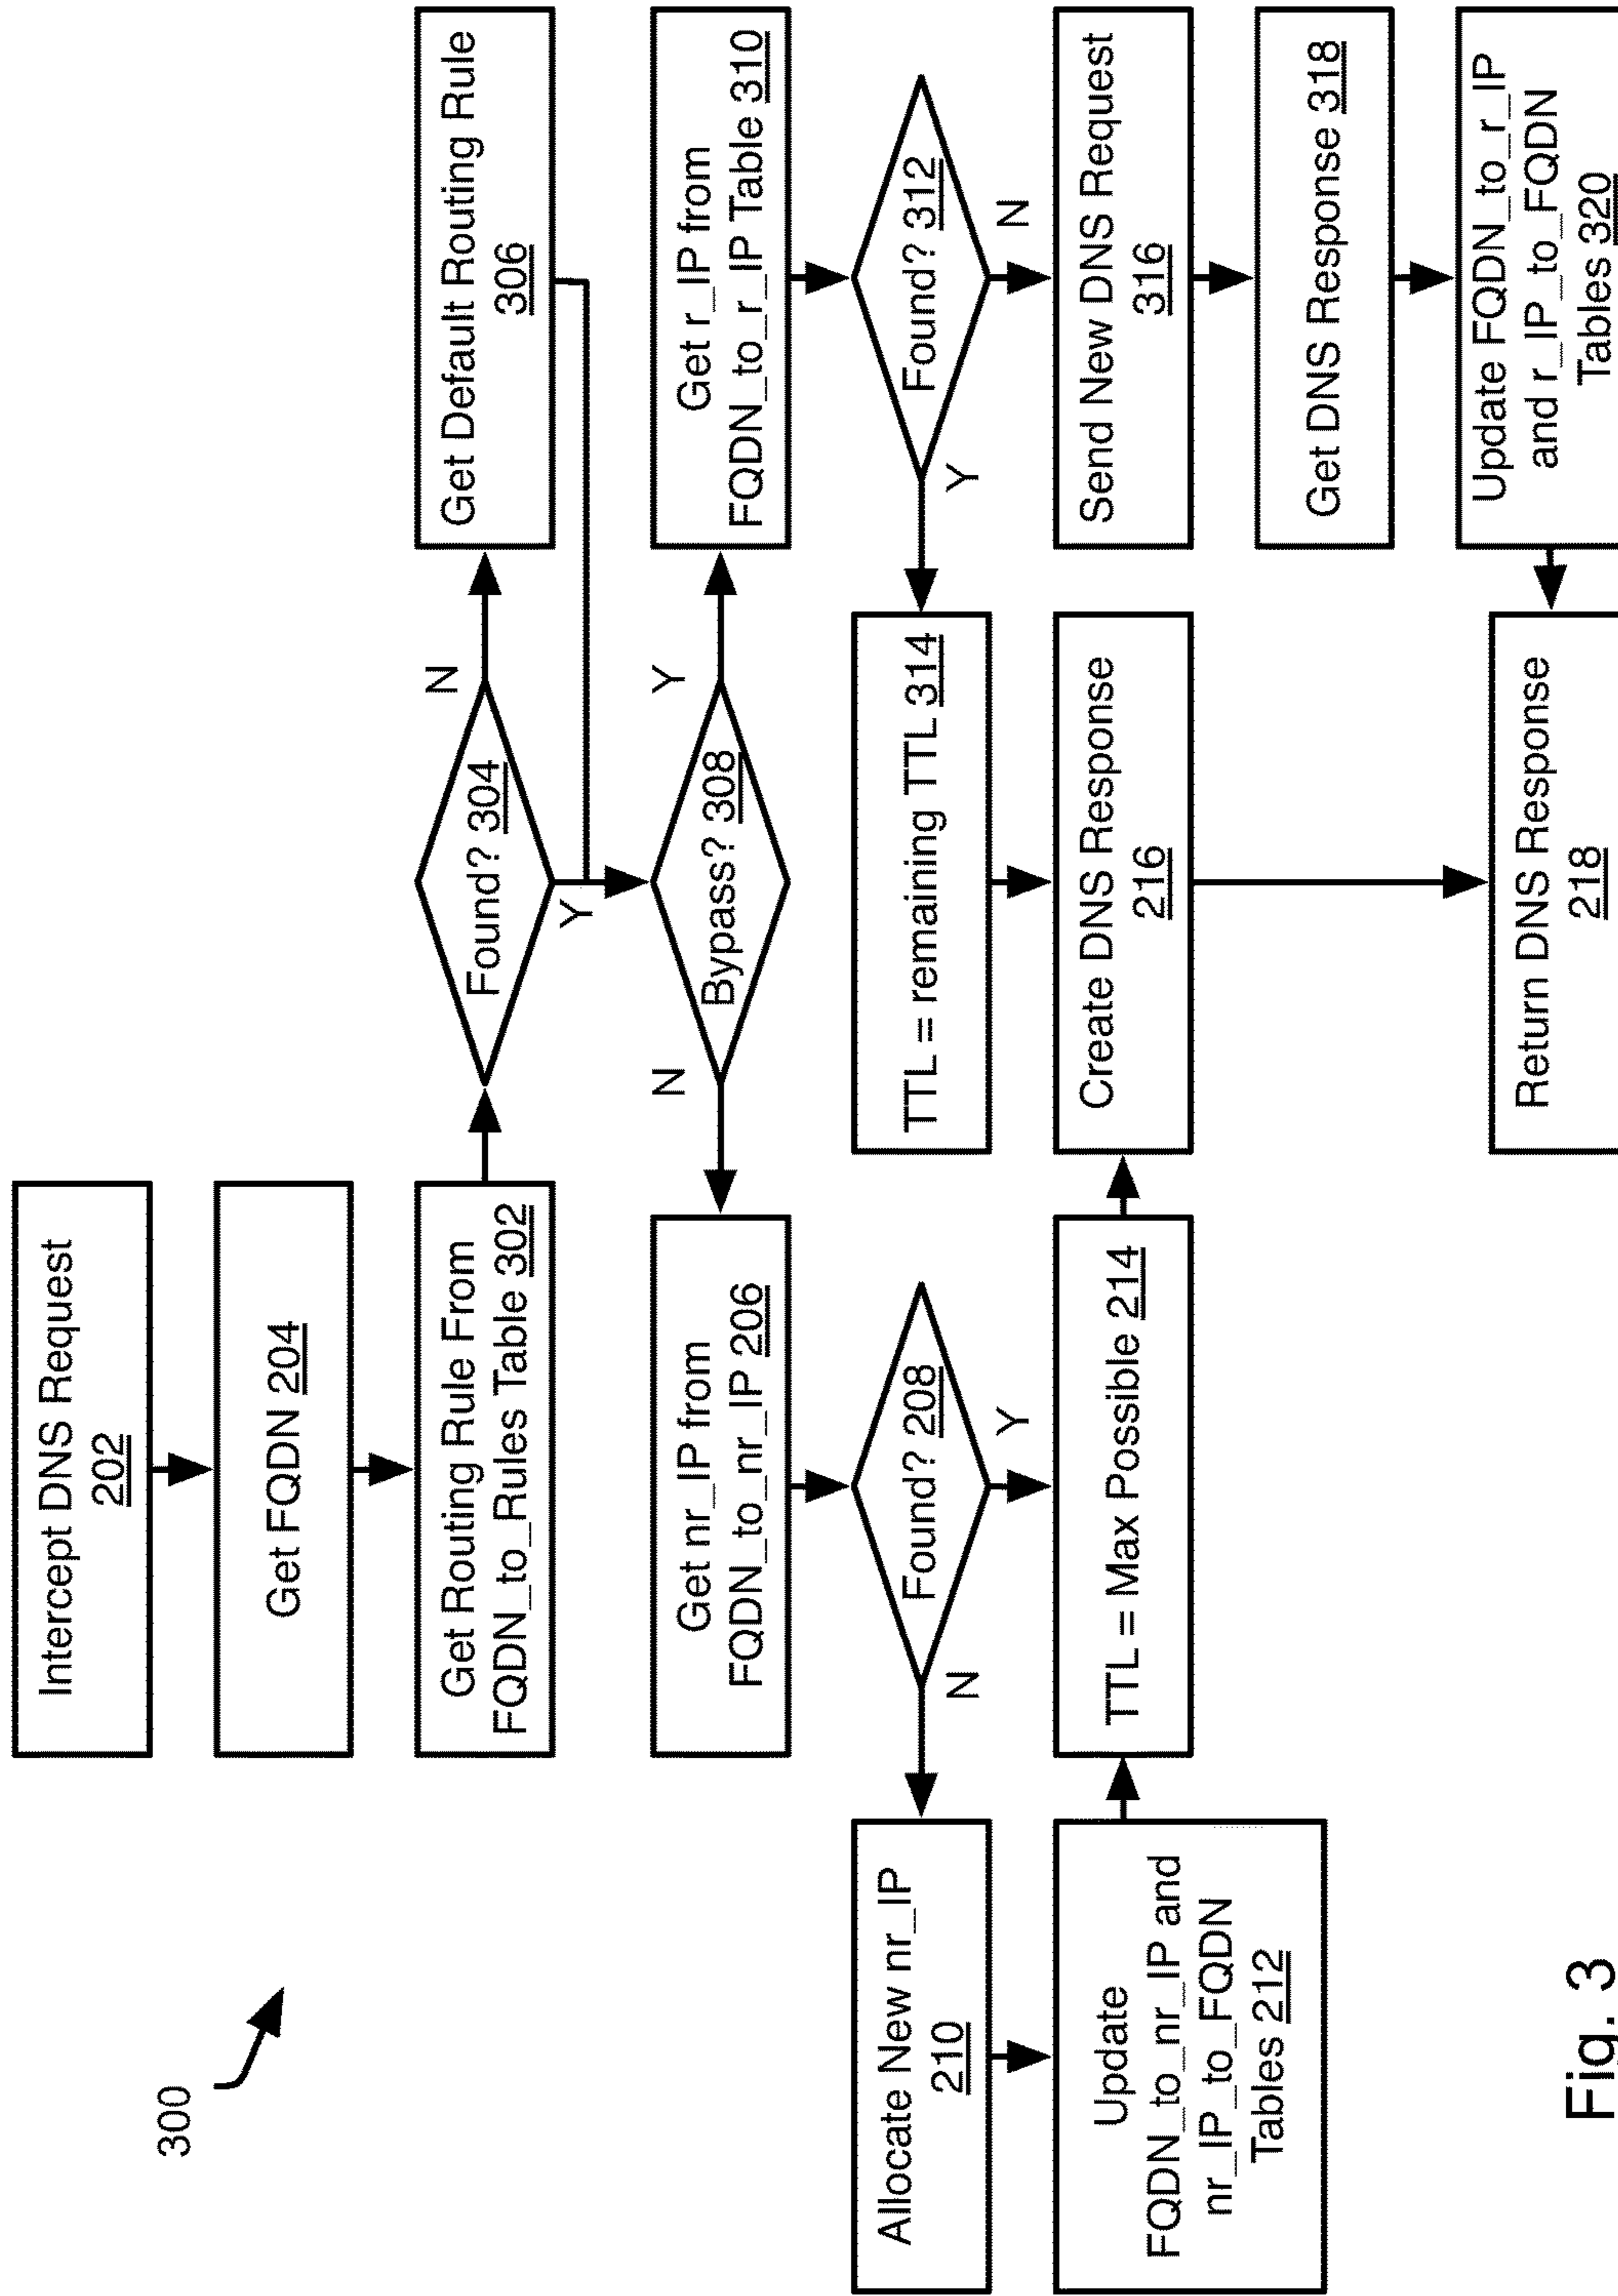 300
Intercept DNS Request
202
Get FQDN 204
Get Routing Rule From
FQDN_to_Rules Table 302
Found? 304
N
Y
Get Default Routing Rule
306
Bypass? 308
N
Y
Get nr_IP from
FQDN_to_nr_IP 206
Get r_IP from
FQDN_to_r_IP Table 310
Found? 208
N
Y
Found? 312
Y
N
Allocate New nr_IP
210
TTL = remaining TTL 314
Update
FQDN_to_nr_IP and
nr_IP_to_FQDN
Tables 212
TTL = Max Possible 214
Create DNS Response
216
Send New DNS Request
316
Get DNS Response 318
Update FQDN_to_r_IP
and r_IP_to_FQDN
Tables 320
Return DNS Response
218
Fig. 3